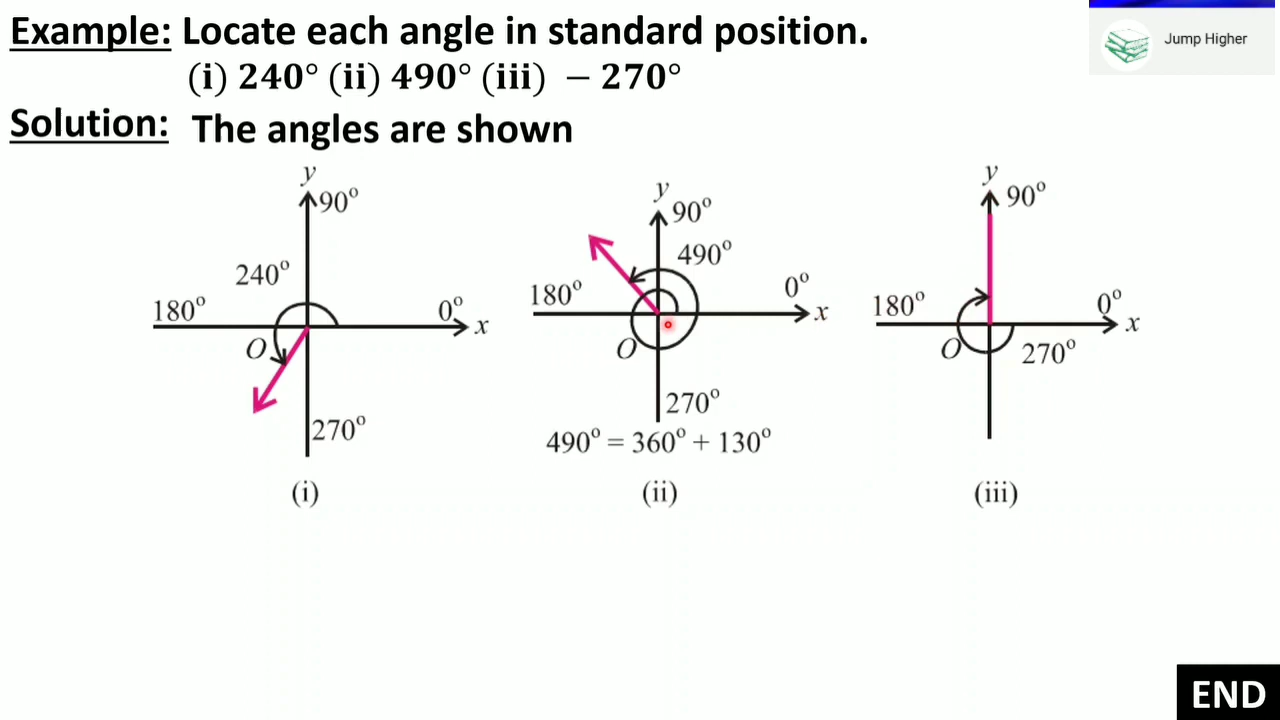 Example: Locate each angle in standard position.
Jump Higher
(i) 240° (ii) 490° (iii) − 270°
Solution: The angles are shown
y
90°
240°
180°
0°
x
O
270°
(i)
y
90°
490°
180°
0°
x
O
270°
490° = 360° + 130°
(ii)
y
90°
180°
0°
x
O
270°
(iii)
END